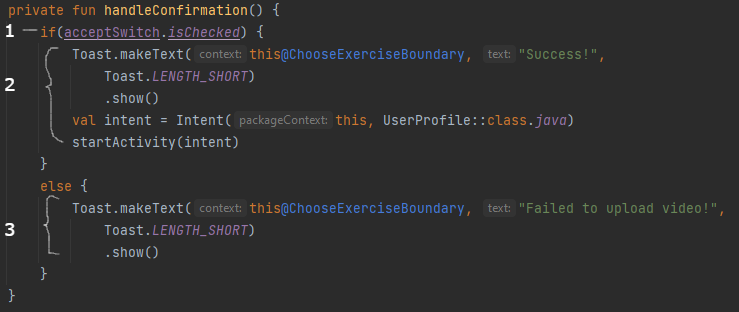 private fun handleConfirmation() {
1 if(acceptSwitch.isChecked) {
Toast.makeText( context: this@ChooseExerciseBoundary, text: "Success!",
Toast.LENGTH_SHORT)
2 .show()
val intent = Intent( packageContext: this, UserProfile::class.java)
startActivity(intent)
}
else {
Toast.makeText( context: this@ChooseExerciseBoundary, text: "Failed to upload video!",
3 Toast.LENGTH_SHORT)
.show()
}
}